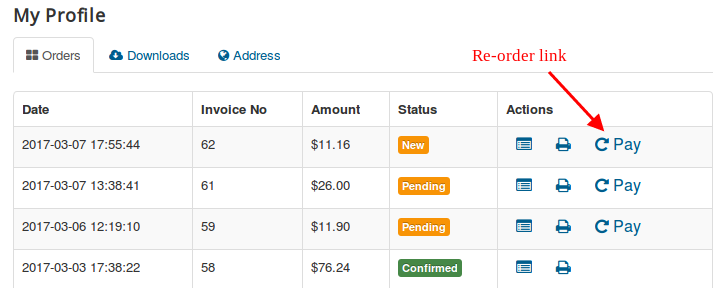 My Profile
Orders Downloads Address
Re-order link
Date Invoice No Amount Status Actions
2017-03-07 17:55:44 62 $11.16 New Pay
2017-03-07 13:38:41 61 $26.00 Pending Pay
2017-03-06 12:19:10 59 $11.90 Pending Pay
2017-03-03 17:38:22 58 $76.24 Confirmed